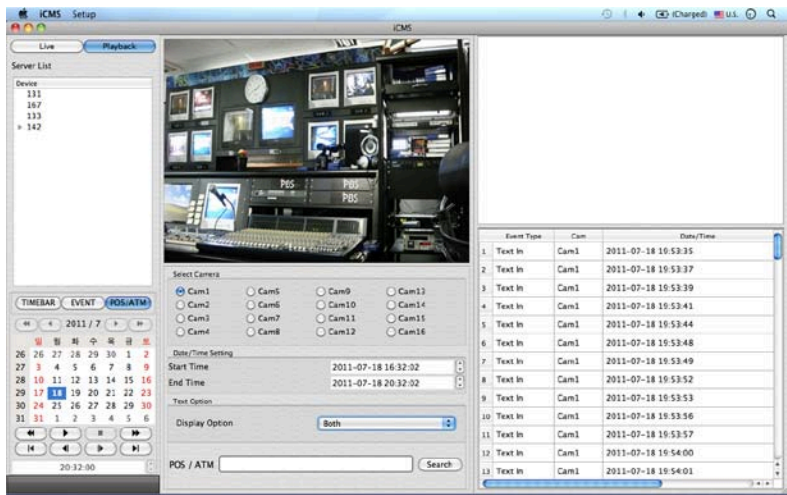 iCMS Setup
(Charged) U.S.
iCMS
Live Playback
Server List
Device
131
167
133
142
TIMEBAR EVENT POS/ATM
2011 / 7
일 월 화 수 목 금 토
26 26 27 28 29 30 1 2
27 3 4 5 6 7 8 9
28 10 11 12 13 14 15 16
29 17 18 19 20 21 22 23
30 24 25 26 27 28 29 30
31 31 1 2 3 4 5 6
20:32:00
PBS PBS
PBS
Select Camera
Cam1 Cam5 Cam9 Cam13
Cam2 Cam6 Cam10 Cam14
Cam3 Cam7 Cam11 Cam15
Cam4 Cam8 Cam12 Cam16
Date/Time Setting
Start Time 2011-07-18 16:32:02
End Time 2011-07-18 20:32:02
Text Option
Display Option Both
POS / ATM Search
Event Type Cam Date/Time
1 Text In Cam1 2011-07-18 19:53:35
2 Text In Cam1 2011-07-18 19:53:37
3 Text In Cam1 2011-07-18 19:53:39
4 Text In Cam1 2011-07-18 19:53:41
5 Text In Cam1 2011-07-18 19:53:44
6 Text In Cam1 2011-07-18 19:53:48
7 Text In Cam1 2011-07-18 19:53:49
8 Text In Cam1 2011-07-18 19:53:52
9 Text In Cam1 2011-07-18 19:53:53
10 Text In Cam1 2011-07-18 19:53:56
11 Text In Cam1 2011-07-18 19:53:57
12 Text In Cam1 2011-07-18 19:54:00
13 Text In Cam1 2011-07-18 19:54:01